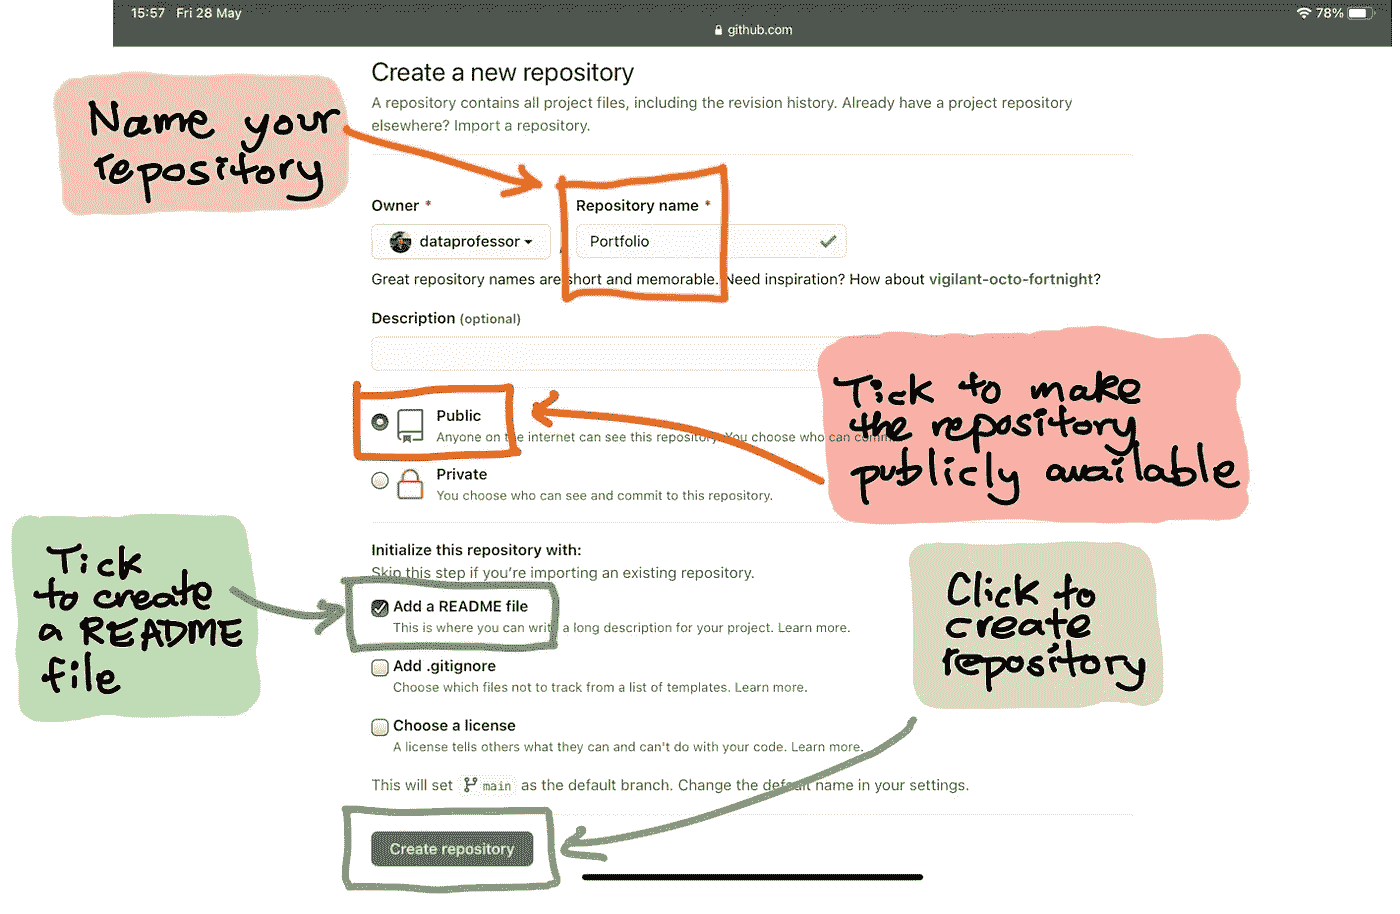 15:57 Fri 28 May
78%
github.com
Create a new repository
A repository contains all project files, including the revision history. Already have a project repository
elsewhere? Import a repository.
Name your
repository
Owner *
Repository name *
dataprofessor
/
Portfolio
Great repository names are short and memorable. Need inspiration? How about vigilant-octo-fortnight?
Description (optional)
Public
Anyone on the internet can see this repository. You choose who can comm
Tick to make
the repository
publicly available
Private
You choose who can see and commit to this repository.
Initialize this repository with:
Skip this step if you're importing an existing repository.
Tick
to create
a README
file
Add a README file
This is where you can write a long description for your project. Learn more.
Add .gitignore
Choose which files not to track from a list of templates. Learn more.
Choose a license
A license tells others what they can and can't do with your code. Learn more.
Click to
create
repository
This will set main as the default branch. Change the default name in your settings.
Create repository